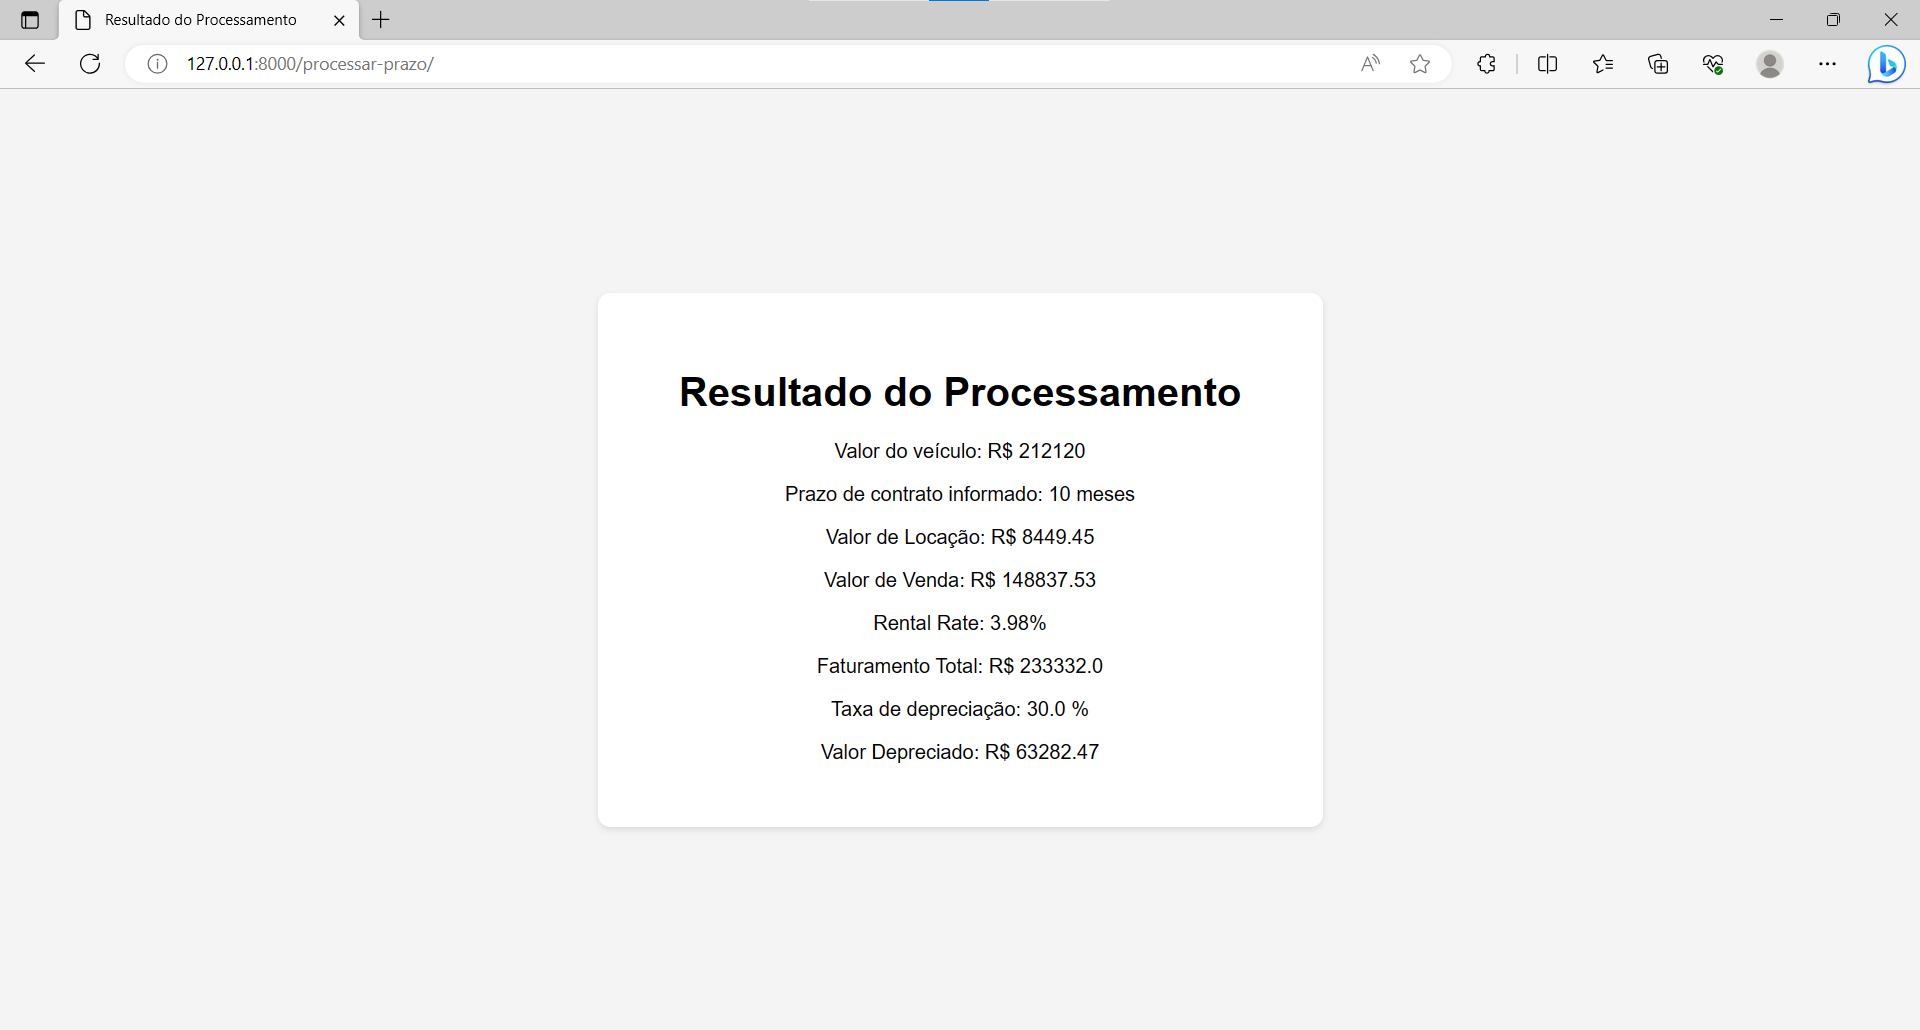 Resultado do Processamento
127.0.0.1:8000/processar-prazo/
Resultado do Processamento
Valor do veículo: R$ 212120
Prazo de contrato informado: 10 meses
Valor de Locação: R$ 8449.45
Valor de Venda: R$ 148837.53
Rental Rate: 3.98%
Faturamento Total: R$ 233332.0
Taxa de depreciação: 30.0 %
Valor Depreciado: R$ 63282.47